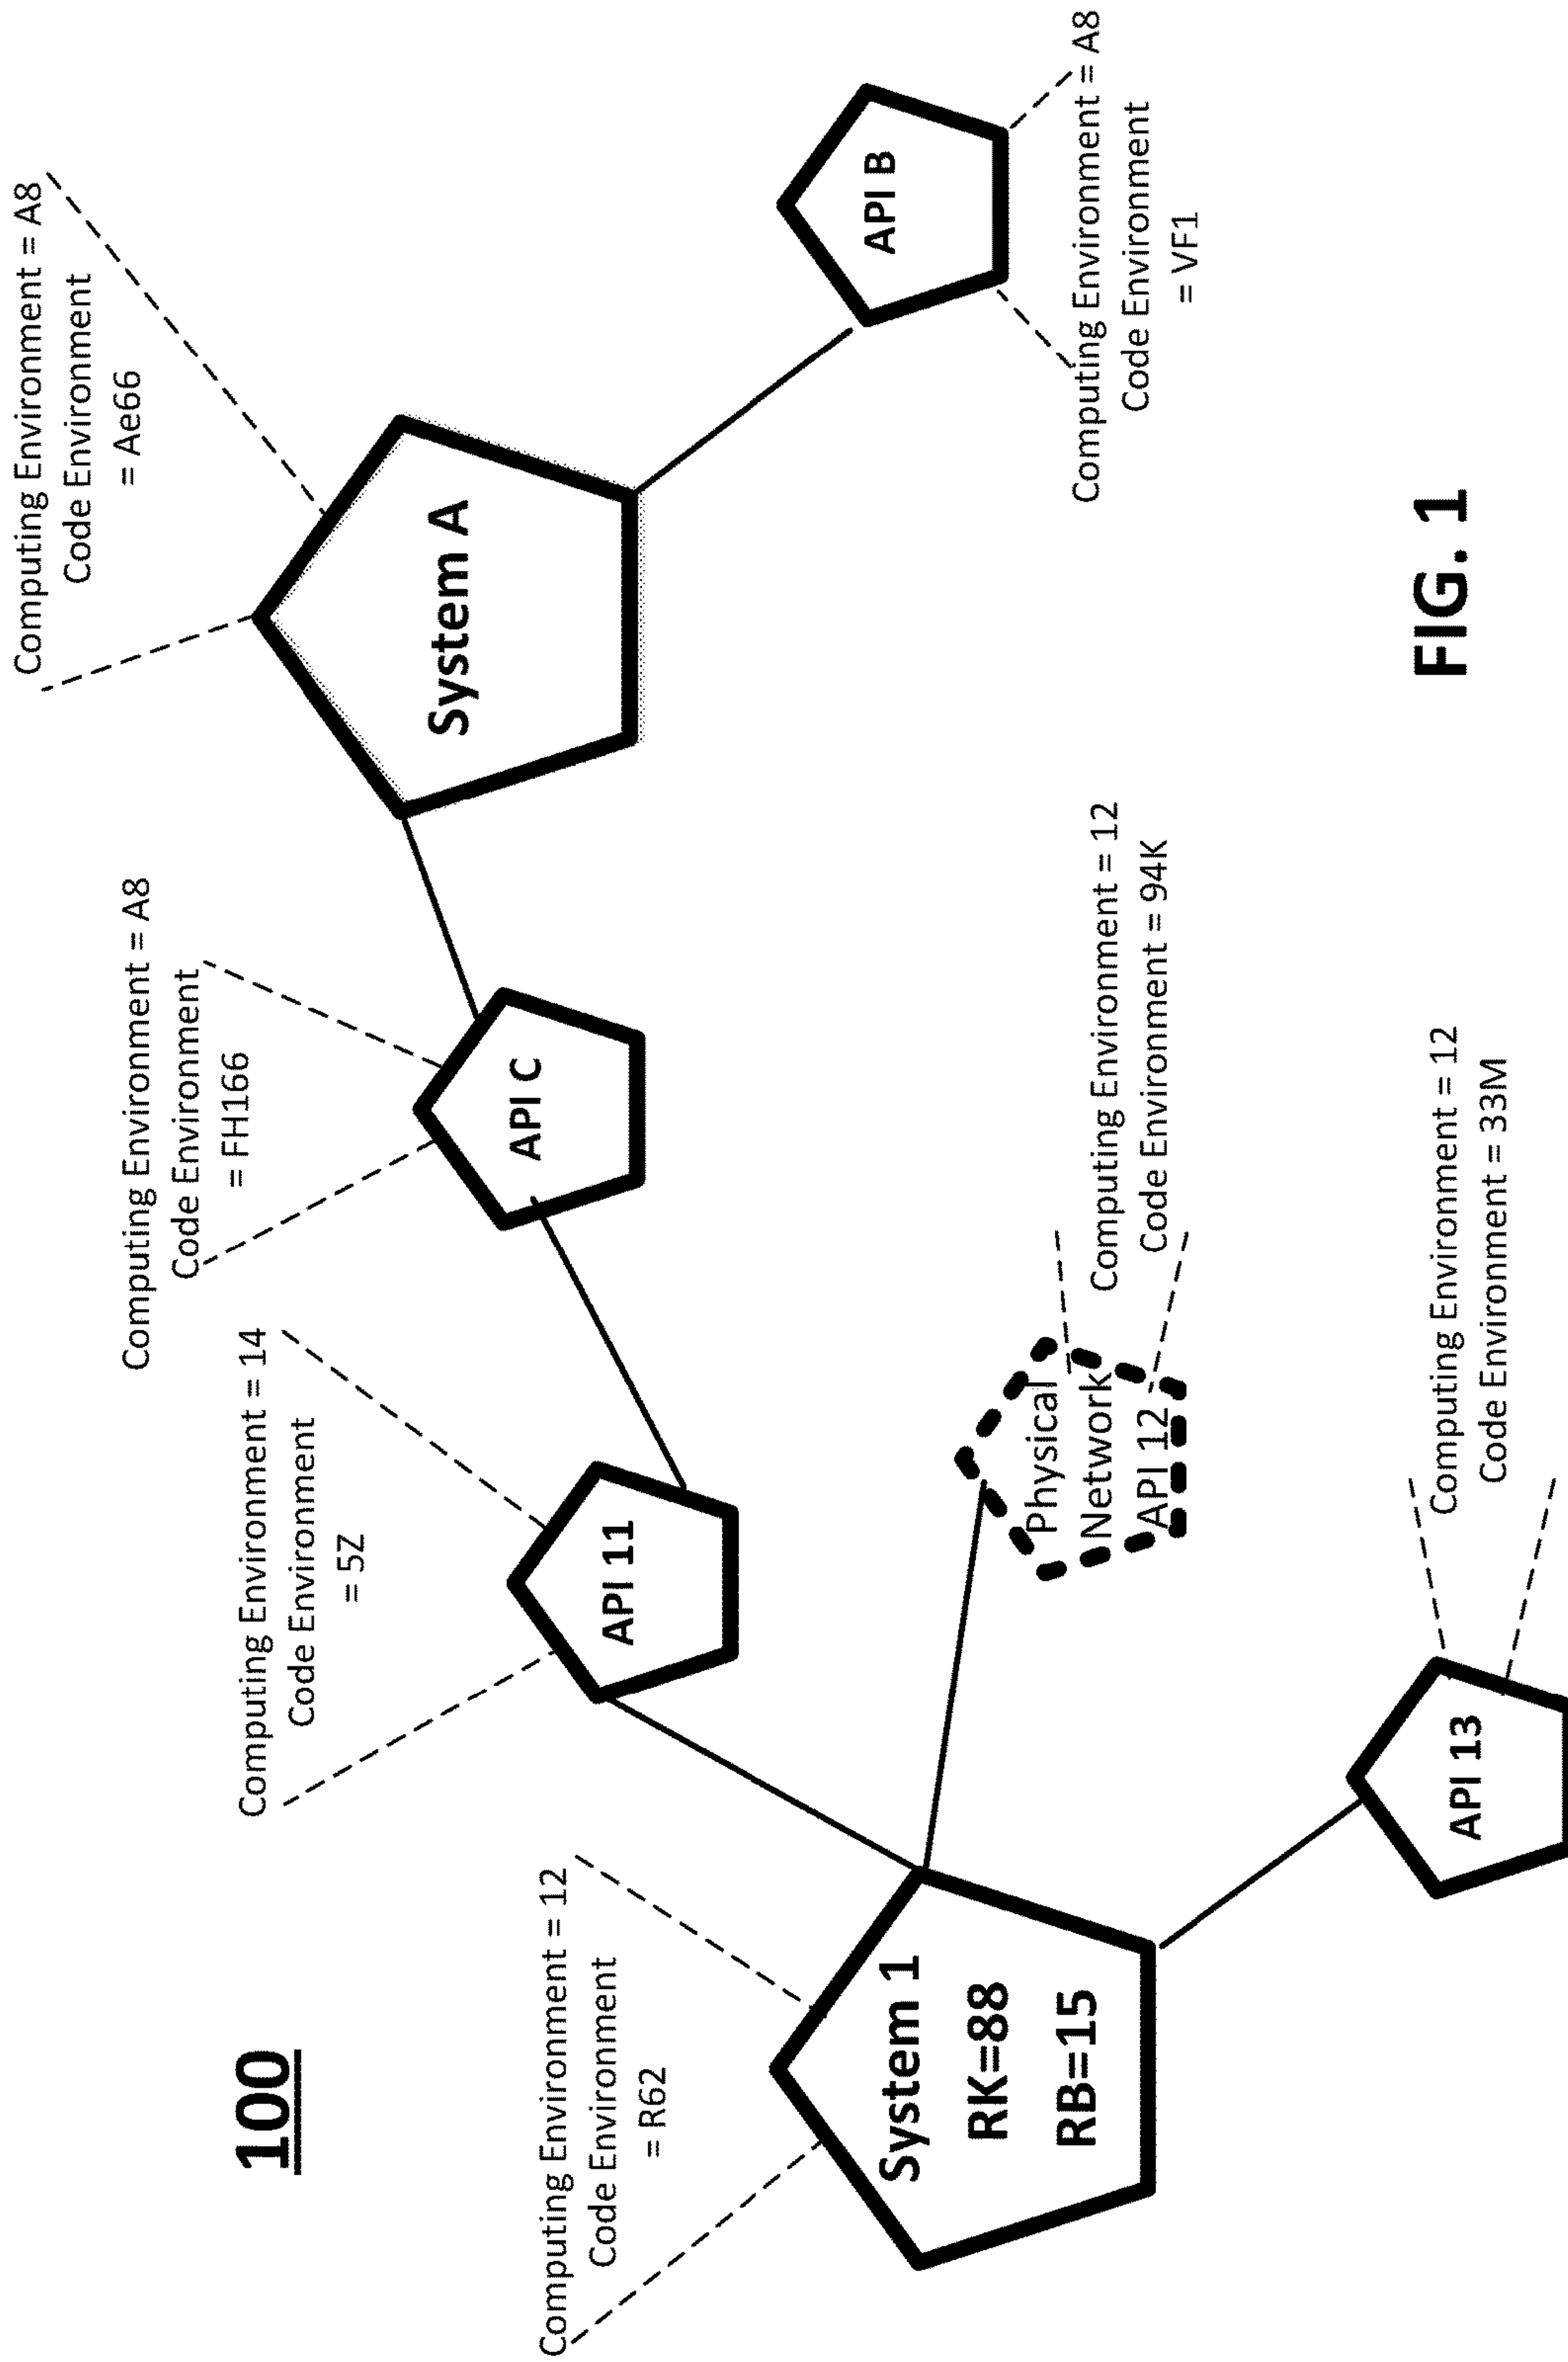 100
Computing Environment = 12
Code Environment
= R62
System 1
RK=88
RB=15
Computing Environment = 14
Code Environment
= 5Z
API 11
Computing Environment = A8
Code Environment
= FH166
API C
Computing Environment = A8
Code Environment
= Ae66
System A
API B
Computing Environment = A8
Code Environment
= VF1
Physical
Network
API 12
Computing Environment = 12
Code Environment = 94K
API 13
Computing Environment = 12
Code Environment = 33M
FIG. 1